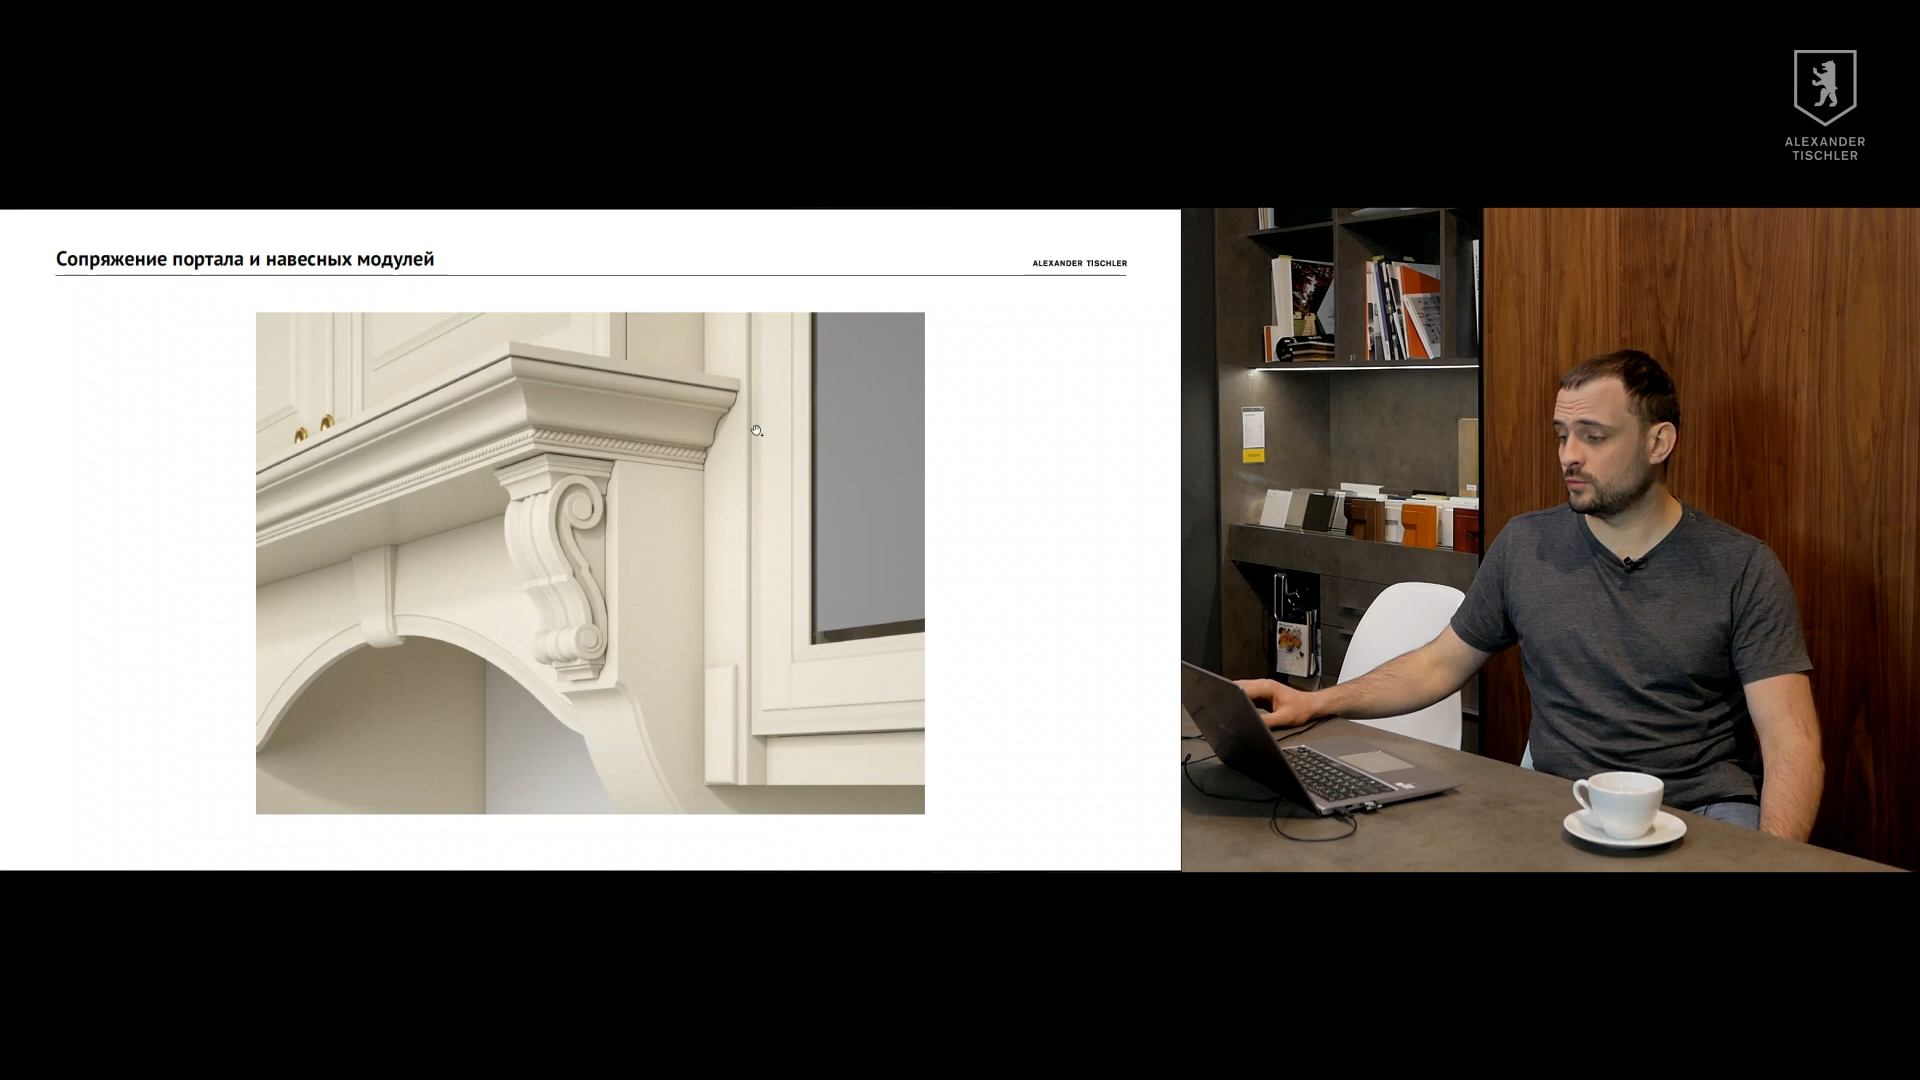 ALEXANDER
TISCHLER
Сопряжение портала и навесных модулей
ALEXANDER TISCHLER